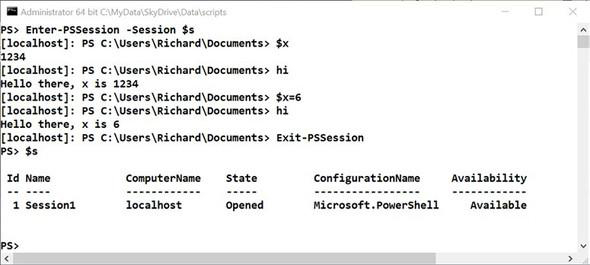 Administrator 64 bit C:\MyData\SkyDrive\Data\scripts
PS> Enter-PSSession -Session $s
[localhost]: PS C:\Users\Richard\Documents> $x
1234
[localhost]: PS C:\Users\Richard\Documents> hi
Hello there, x is 1234
[localhost]: PS C:\Users\Richard\Documents> $x=6
[localhost]: PS C:\Users\Richard\Documents> hi
Hello there, x is 6
[localhost]: PS C:\Users\Richard\Documents> Exit-PSSession
PS> $s
Id Name ComputerName State ConfigurationName Availability
-- ---- ------------ ----- ----------------- ------------
1 Session1 localhost Opened Microsoft.PowerShell Available
PS>